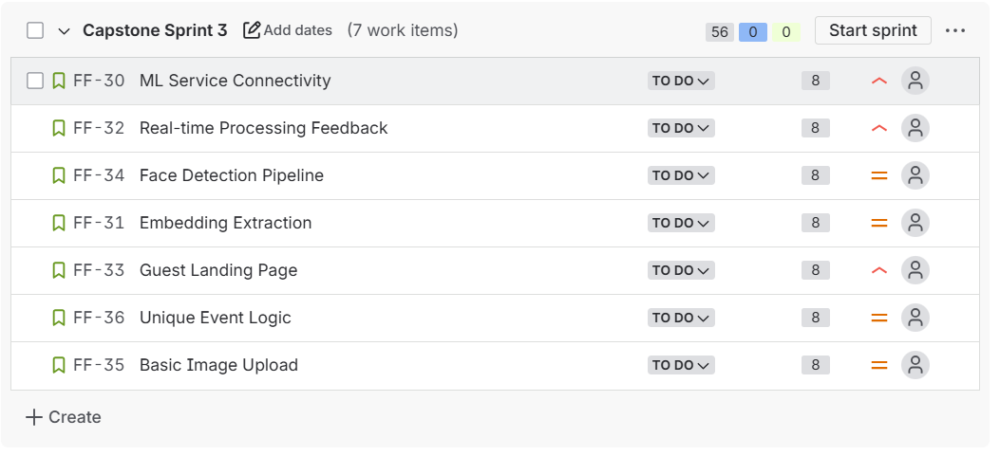 Capstone Sprint 3 Add dates (7 work items) 56 0 0 Start sprint
FF-30 ML Service Connectivity TO DO 8
FF-32 Real-time Processing Feedback TO DO 8
FF-34 Face Detection Pipeline TO DO 8
FF-31 Embedding Extraction TO DO 8
FF-33 Guest Landing Page TO DO 8
FF-36 Unique Event Logic TO DO 8
FF-35 Basic Image Upload TO DO 8
Create